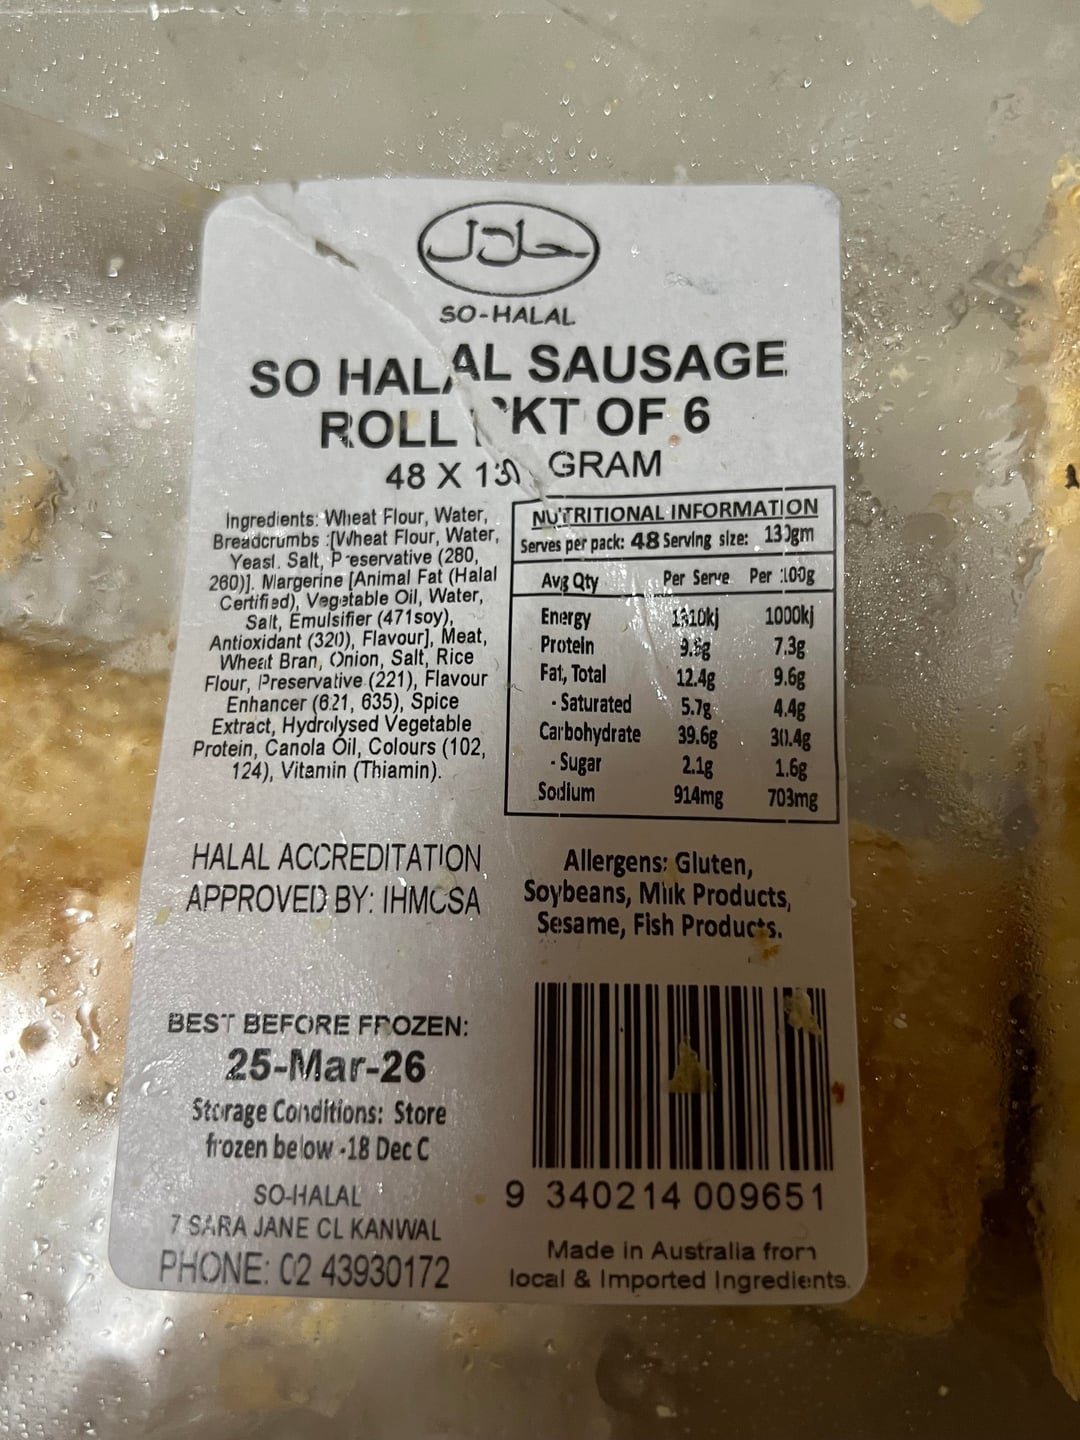 حلال
SO-HALAL
SO HALAL SAUSAGE
ROLL PKT OF 6
48 X 130 GRAM
Ingredients: Wheat Flour, Water,
Breadcrumbs :[Wheat Flour, Water,
Yeast. Salt, Preservative (280,
260)]. Margerine [Animal Fat (Halal
Certified), Vegetable Oil, Water,
Salt, Emulsifier (471soy),
Antioxidant (320), Flavour], Meat,
Wheat Bran, Onion, Salt, Rice
Flour, Preservative (221), Flavour
Enhancer (621, 635), Spice
Extract, Hydrolysed Vegetable
Protein, Canola Oil, Colours (102,
124), Vitamin (Thiamin).
NUTRITIONAL INFORMATION
Serves per pack: 48 Serving size: 130gm
Avg Qty Per Serve Per 100g
Energy 1000kj
Protein 7.3g
Fat, Total 12.4g 9.6g
- Saturated 5.7g 4.4g
Carbohydrate 39.6g 30.4g
- Sugar 2.1g 1.6g
Sodium 914mg 703mg
HALAL ACCREDITATION
APPROVED BY: IHMCSA
Allergens: Gluten,
Soybeans, Milk Products,
Sesame, Fish Products.
BEST BEFORE FROZEN:
25-Mar-26
Storage Conditions: Store
frozen below -18 Dec C
SO-HALAL
7 SARA JANE CL KANWAL
PHONE: 02 43930172
9 340214 009651
Made in Australia from
local & Imported Ingredients.